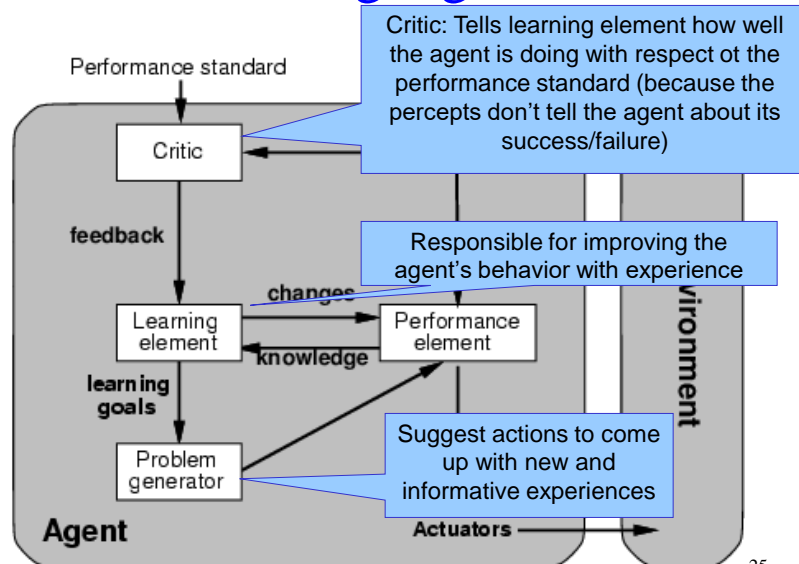 Critic: Tells learning element how well
the agent is doing with respect ot the
performance standard (because the
percepts don't tell the agent about its
success/failure)
Performance standard
Critic
feedback
Responsible for improving the
agent's behavior with experience
changes
Learning
element
Performance
element
knowledge
vironment
learning
goals
Suggest actions to come
up with new and
informative experiences
Problem
generator
Agent
Actuators